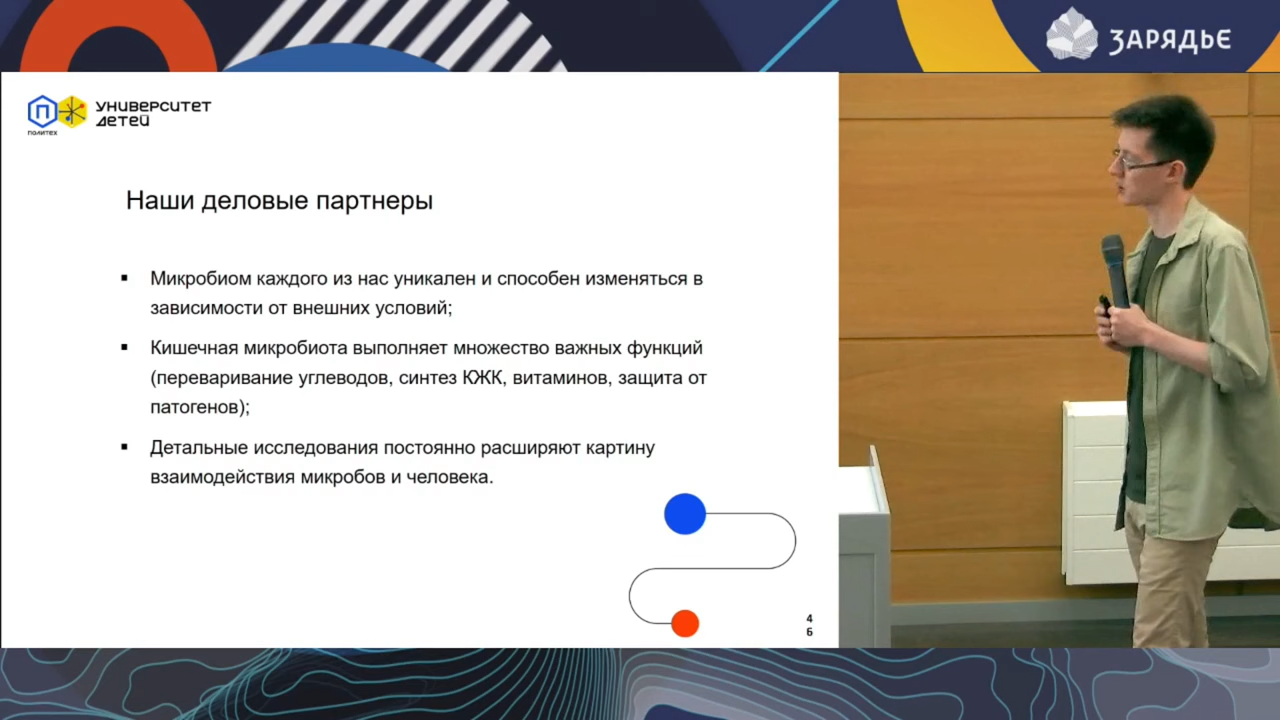 ЗАРЯДЬЕ
УНИВЕРСИТЕТ
ДЕТЕЙ
ПОЛИТЕХ
Наши деловые партнеры
▪ Микробиом каждого из нас уникален и способен изменяться в
зависимости от внешних условий;
▪ Кишечная микробиота выполняет множество важных функций
(переваривание углеводов, синтез КЖК, витаминов, защита от
патогенов);
▪ Детальные исследования постоянно расширяют картину
взаимодействия микробов и человека.
4
6